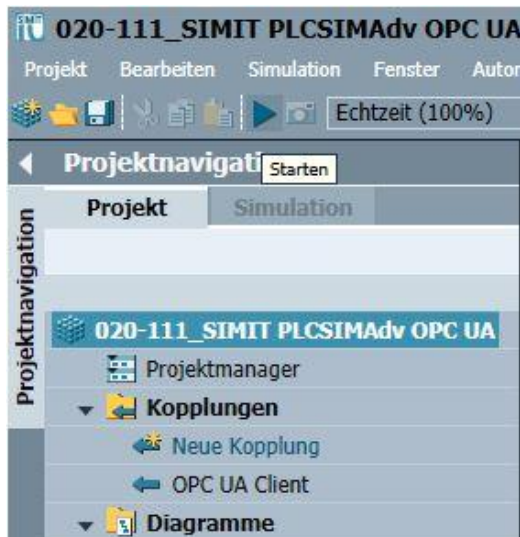 020-111_SIMIT PLCSIMAdv OPC UA
Projekt Bearbeiten Simulation Fenster
Echtzeit (100%)
Projektnavigati
Starten
Projekt Simulation
Projektnavigation
020-111_SIMIT PLCSIMAdv OPC UA
Projektmanager
Kopplungen
Neue Kopplung
OPC UA Client
Diagramme